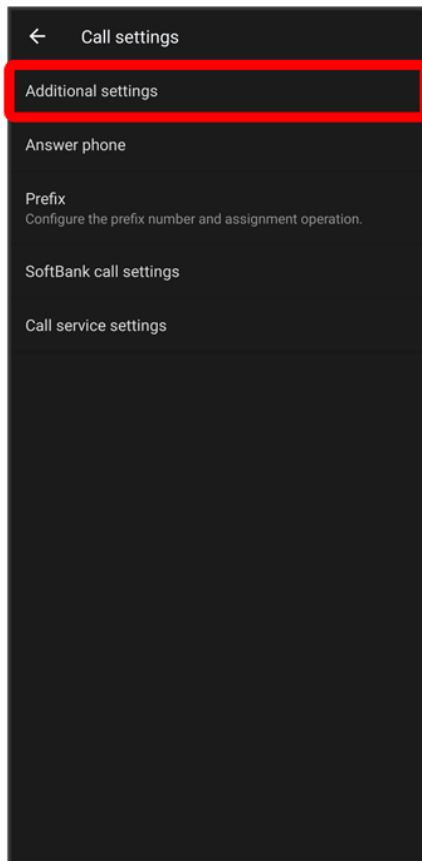 Call settings
Additional settings
Answer phone
Prefix
Configure the prefix number and assignment operation.
SoftBank call settings
Call service settings